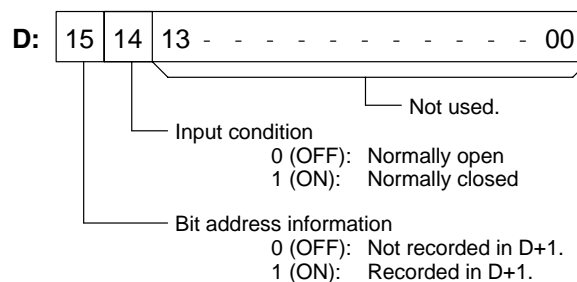 D: 15 14 13 - - - - - - - - - - - - 00
Not used.
Input condition
0 (OFF): Normally open
1 (ON): Normally closed
Bit address information
0 (OFF): Not recorded in D+1.
1 (ON): Recorded in D+1.